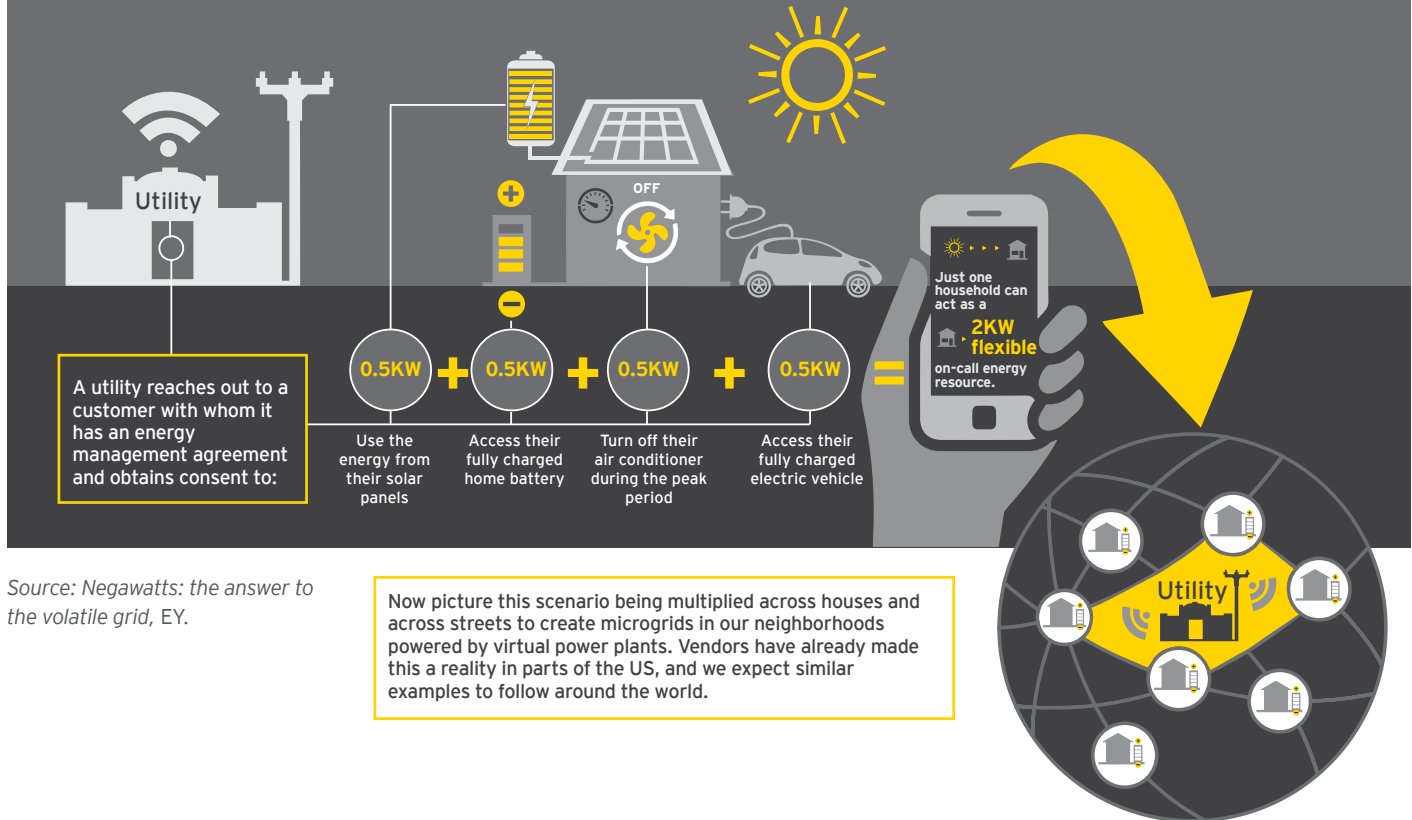 Utility
OFF
A utility reaches out to a
customer with whom it
has an energy
management agreement
and obtains consent to:
0.5KW
+
0.5KW
+
0.5KW
+
0.5KW
=
Use the
energy from
their solar
panels
Access their
fully charged
home battery
Turn off their
air conditioner
during the peak
period
Access their
fully charged
electric vehicle
Just one
household can
act as a
2KW
flexible
on-call energy
resource.
Source: Negawatts: the answer to
the volatile grid, EY.
Now picture this scenario being multiplied across houses and
across streets to create microgrids in our neighborhoods
powered by virtual power plants. Vendors have already made
this a reality in parts of the US, and we expect similar
examples to follow around the world.
Utility